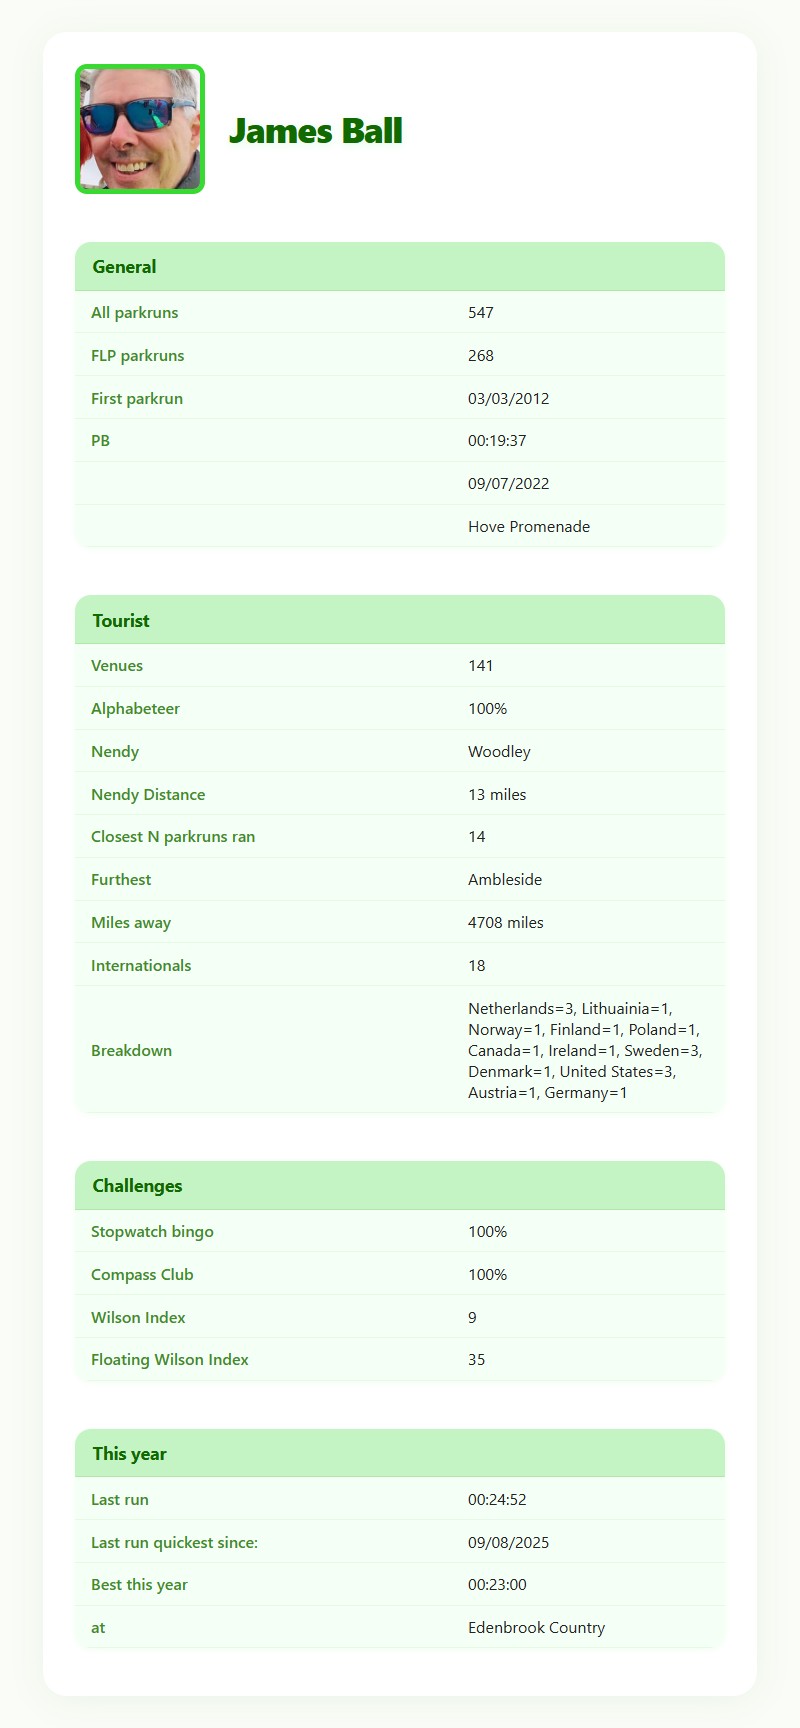 James Ball
General
All parkruns 547
FLP parkruns 268
First parkrun 03/03/2012
PB 00:19:37
09/07/2022
Hove Promenade
Tourist
Venues 141
Alphabeteer 100%
Nendy Woodley
Nendy Distance 13 miles
Closest N parkruns ran 14
Furthest Ambleside
Miles away 4708 miles
Internationals 18
Breakdown
Netherlands=3, Lithuainia=1,
Norway=1, Finland=1, Poland=1,
Canada=1, Ireland=1, Sweden=3,
Denmark=1, United States=3,
Austria=1, Germany=1
Challenges
Stopwatch bingo 100%
Compass Club 100%
Wilson Index 9
Floating Wilson Index 35
This year
Last run 00:24:52
Last run quickest since: 09/08/2025
Best this year 00:23:00
at Edenbrook Country